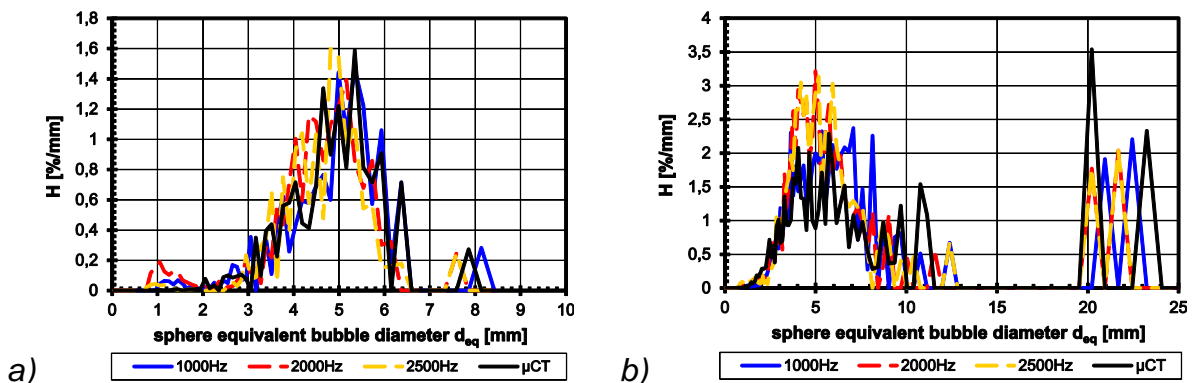 1,8
1,6
1,4
1,2
1
0,8
0,6
0,4
0,2
0
H [%/mm]
0 1 2 3 4 5 6 7 8 9 10
sphere equivalent bubble diameter deq [mm]
a)
1000Hz 2000Hz 2500Hz µCT
4
3,5
3
2,5
2
1,5
1
0,5
0
H [%/mm]
0 5 10 15 20 25
sphere equivalent bubble diameter deq [mm]
b)
1000Hz 2000Hz 2500Hz µCT